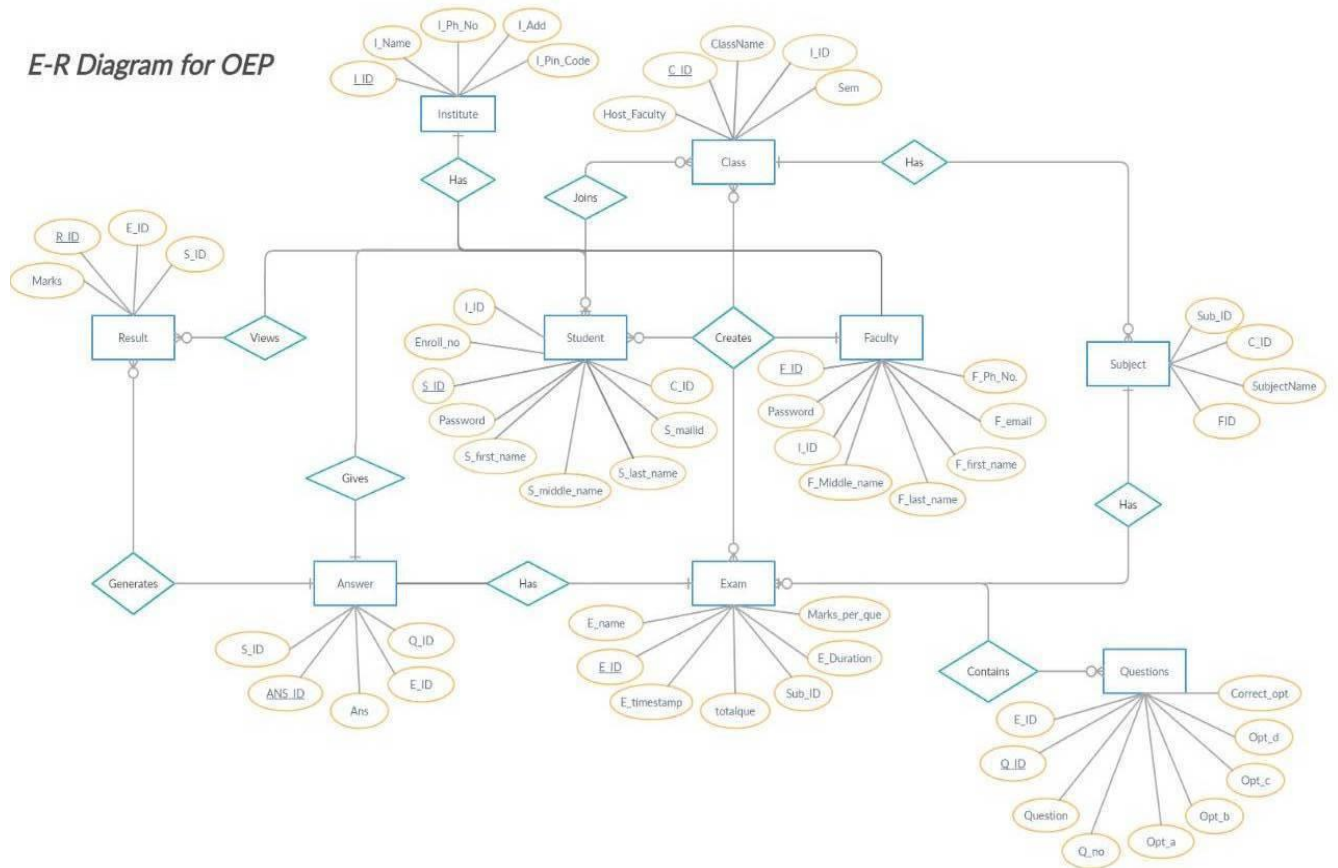 E-R Diagram for OEP
I_Ph_No
I_Add
I_Name
I_Pin_Code
I_ID
Institute
ClassName
I_ID
C_ID
Sem
Host_Faculty
Class
Has
Has
Joins
E_ID
R_ID
S_ID
Marks
Result
Views
I_ID
Enroll_no
Student
S_ID
C_ID
Password
S_mailid
S_first_name
S_last_name
S_middle_name
Creates
Faculty
F_ID
F_Ph_No.
Password
F_email
I_ID
F_first_name
F_Middle_name
F_last_name
Sub_ID
C_ID
Subject
SubjectName
FID
Gives
Has
Generates
Answer
Has
Exam
S_ID
Q_ID
ANS_ID
E_ID
Ans
E_name
Marks_per_que
E_ID
E_Duration
E_timestamp
Sub_ID
totalque
Contains
Questions
E_ID
Correct_opt
Q_ID
Opt_d
Opt_c
Question
Opt_b
Q_no
Opt_a